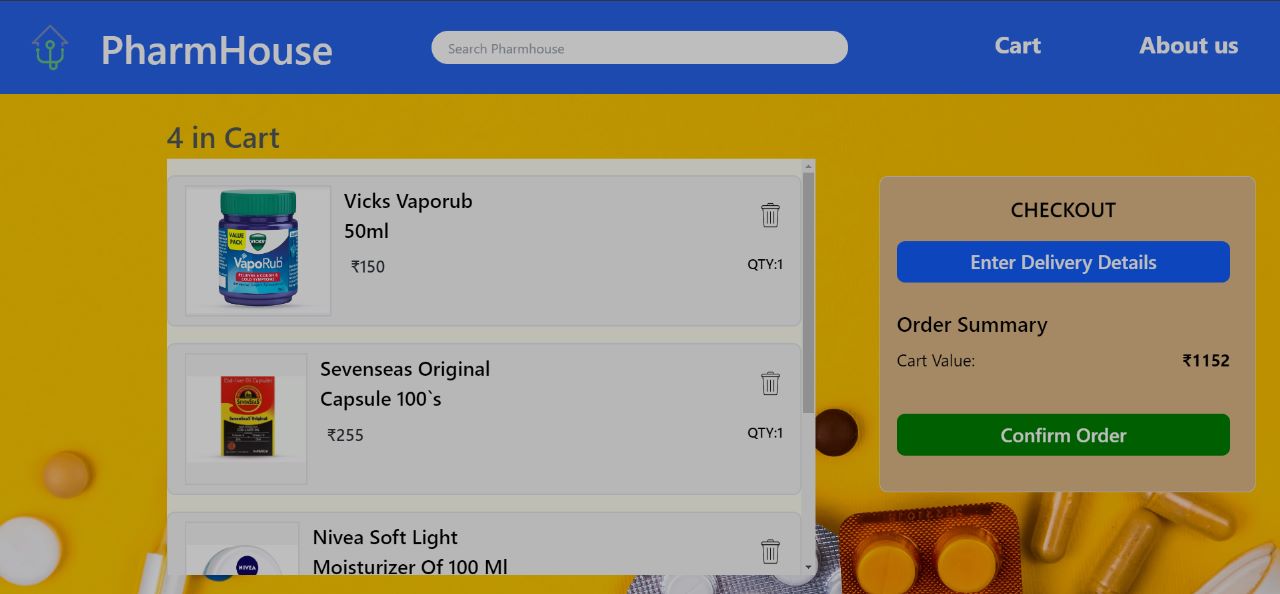 PharmHouse
Search Pharmhouse
Cart
About us
4 in Cart
VALUE
PACK
VICKS
VapoRub
Vicks Vaporub
50ml
₹150
QTY:1
CHECKOUT
Enter Delivery Details
Order Summary
Cart Value:
₹1152
Confirm Order
SEVENSEAS
SevenSeaS Original
Sevenseas Original
Capsule 100`s
₹255
QTY:1
NIVEA
Nivea Soft Light
Moisturizer Of 100 Ml